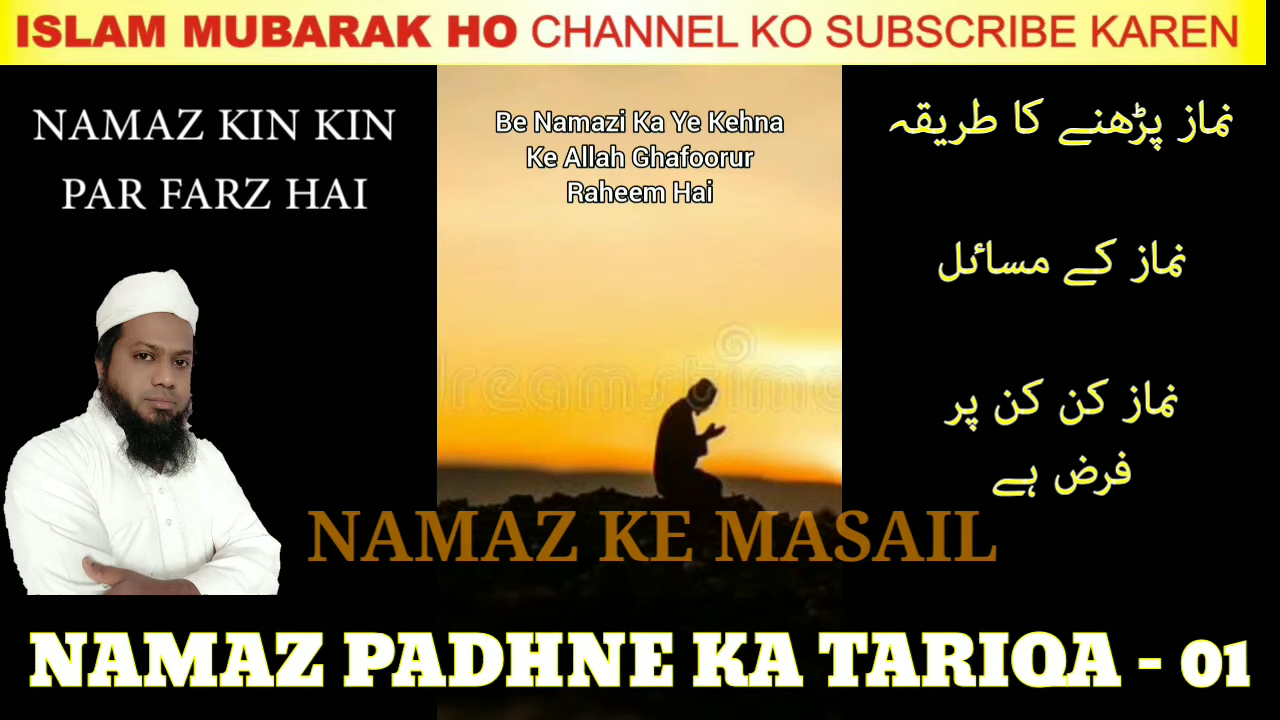 ISLAM MUBARAK HO CHANNEL KO SUBSCRIBE KAREN
NAMAZ KIN KIN
PAR FARZ HAI
Be Namazi Ka Ye Kehna
Ke Allah Ghafoorur
Raheem Hai
نماز پڑھنے کا طریقہ
نماز کے مسائل
نماز کن کن پر
فرض ہے
dreamstime
NAMAZ KE MASAIL
NAMAZ PADHNE KA TARIQA - 01